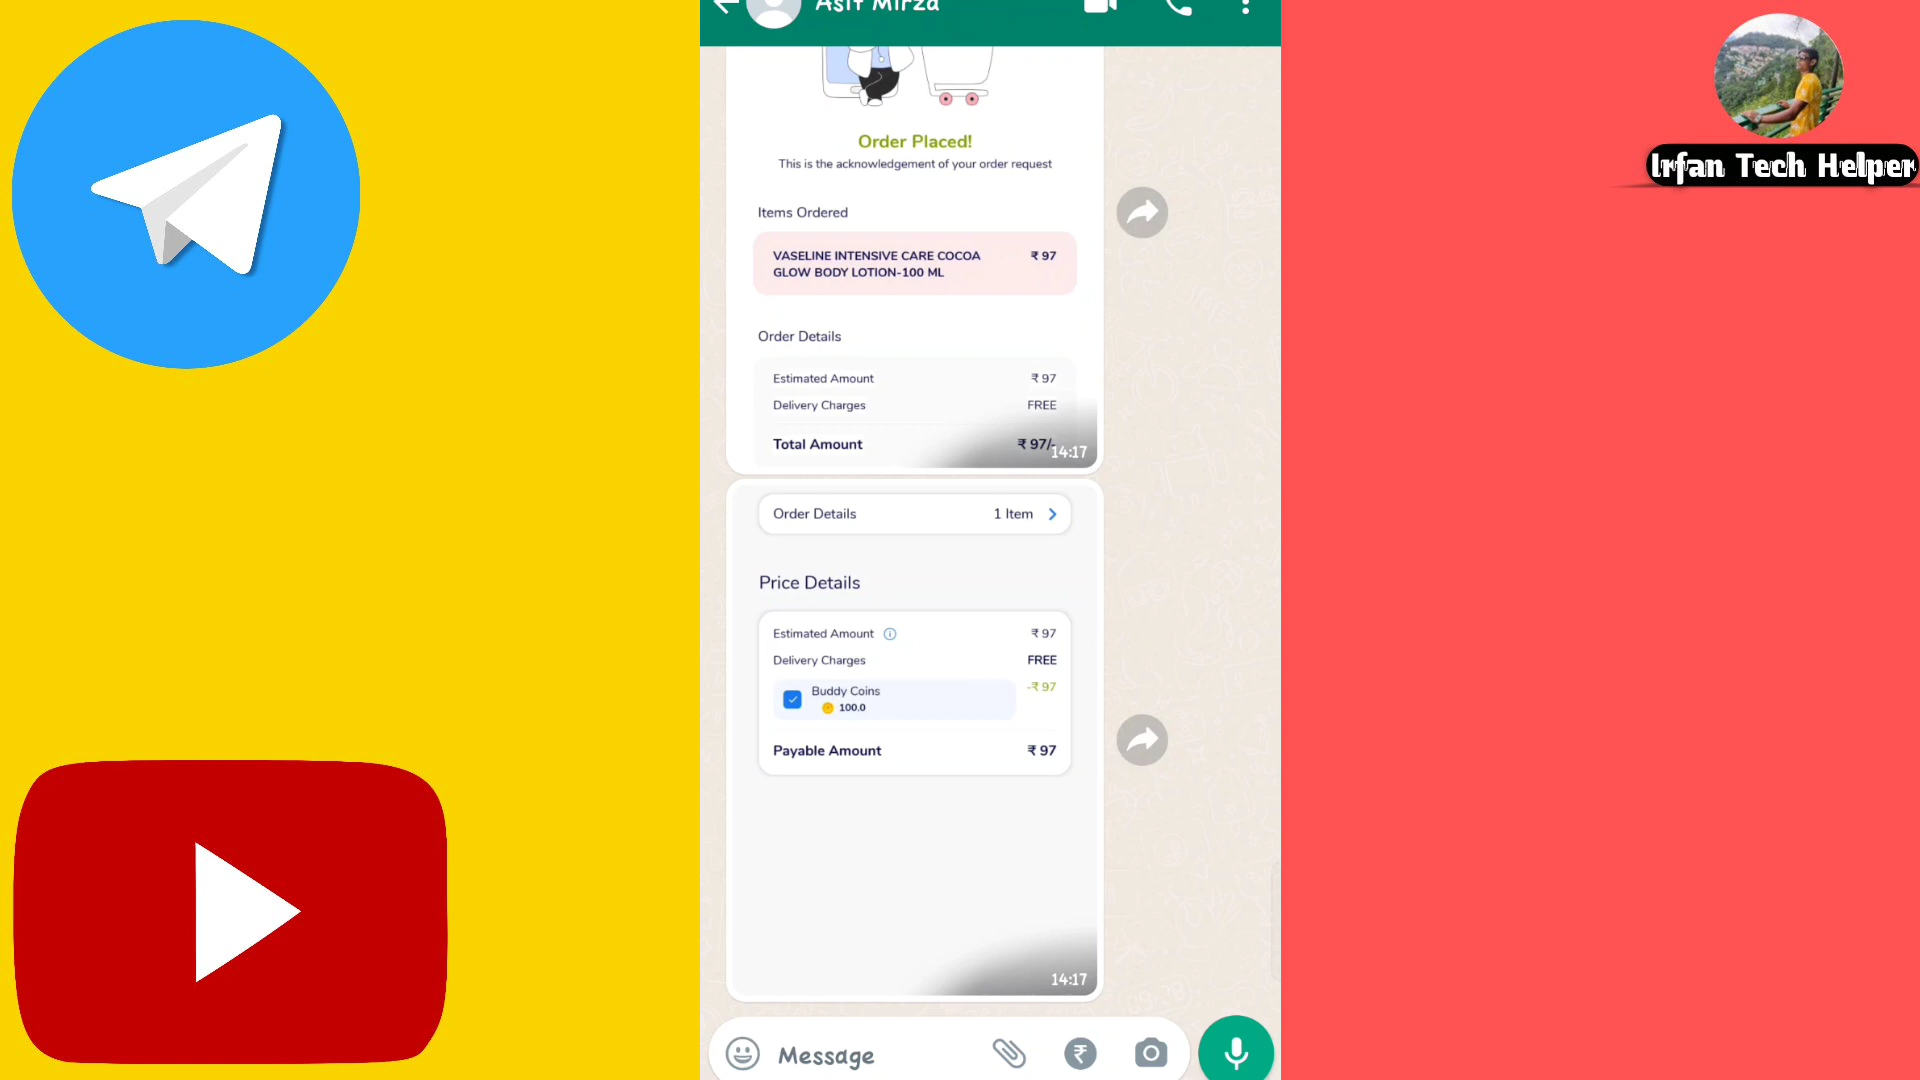 Asif Mirza
Irfan Tech Helper
Order Placed!
This is the acknowledgement of your order request
Items Ordered
VASELINE INTENSIVE CARE COCOA ₹ 97
GLOW BODY LOTION-100 ML
Order Details
Estimated Amount ₹ 97
Delivery Charges FREE
Total Amount ₹ 97/-
14:17
Order Details 1 Item
Price Details
Estimated Amount ₹ 97
Delivery Charges FREE
Buddy Coins -₹ 97
100.0
Payable Amount ₹ 97
14:17
Message